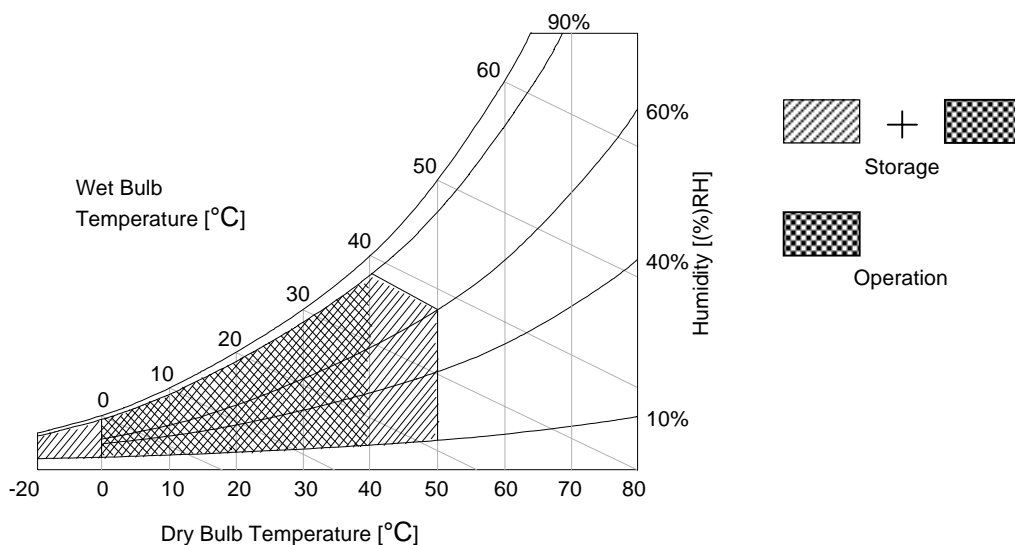 90%
60
60%
50
Wet Bulb
Temperature [°C]
40
40%
30
20
10
0
10%
Humidity [(%)RH]
-20 0 10 20 30 40 50 60 70 80
Dry Bulb Temperature [°C]
+
Storage
Operation